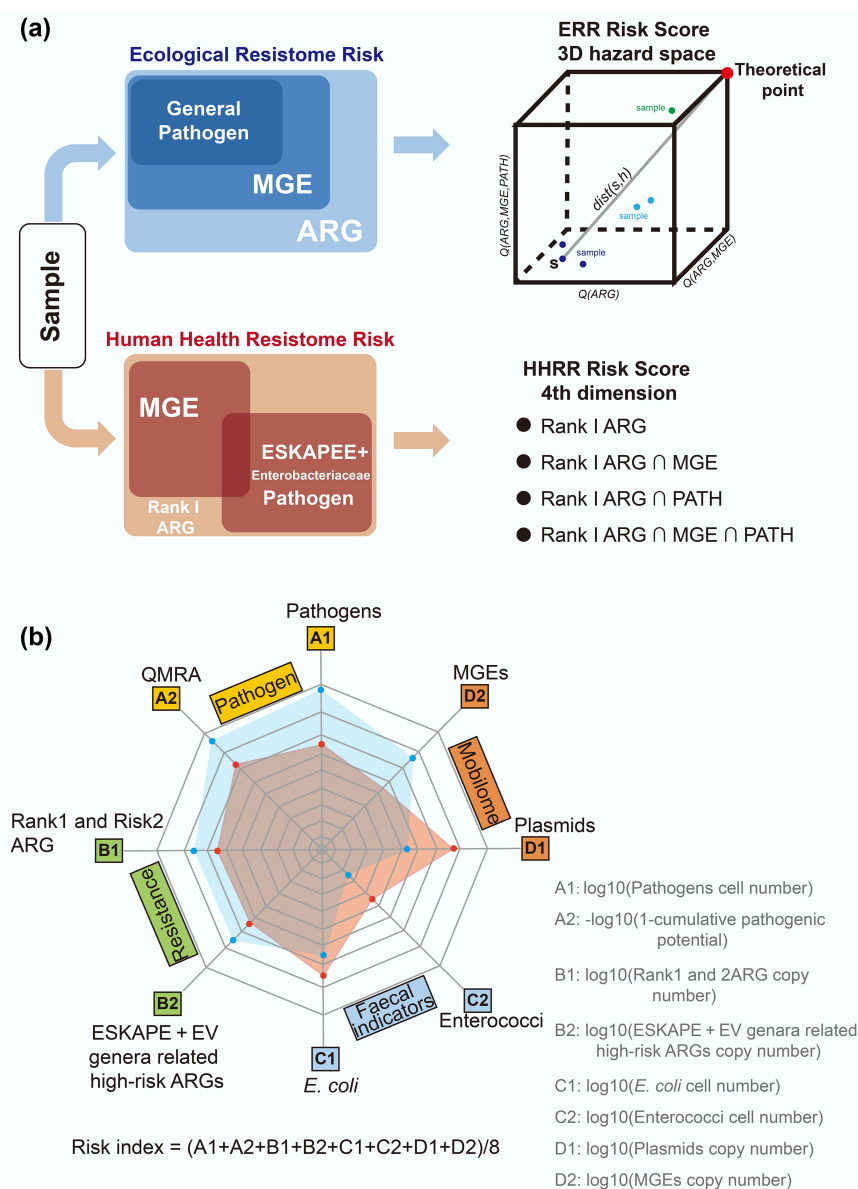 (a)
Ecological Resistome Risk
General
Pathogen
MGE
ARG
ERR Risk Score
3D hazard space
Theoretical
point
sample
dist(s,h)
sample
sample
s
Q(ARG,MGE,PATH)
Q(ARG)
Q(ARG,MGE)
Sample
Human Health Resistome Risk
MGE
ESKAPEE+
Enterobacteriaceae
Pathogen
Rank I
ARG
HHRR Risk Score
4th dimension
● Rank I ARG
● Rank I ARG ∩ MGE
● Rank I ARG ∩ PATH
● Rank I ARG ∩ MGE ∩ PATH
(b)
Pathogens
A1
QMRA
A2
Pathogen
MGEs
D2
Mobilome
Plasmids
D1
Rank1 and Risk2
ARG
B1
Resistance
B2
ESKAPE + EV
genera related
high-risk ARGs
C1
E. coli
Faecal
indicators
C2
Enterococci
A1: log10(Pathogens cell number)
A2: -log10(1-cumulative pathogenic
potential)
B1: log10(Rank1 and 2ARG copy
number)
B2: log10(ESKAPE + EV genara related
high-risk ARGs copy number)
C1: log10(E. coli cell number)
C2: log10(Enterococci cell number)
D1: log10(Plasmids copy number)
D2: log10(MGEs copy number)
Risk index = (A1+A2+B1+B2+C1+C2+D1+D2)/8